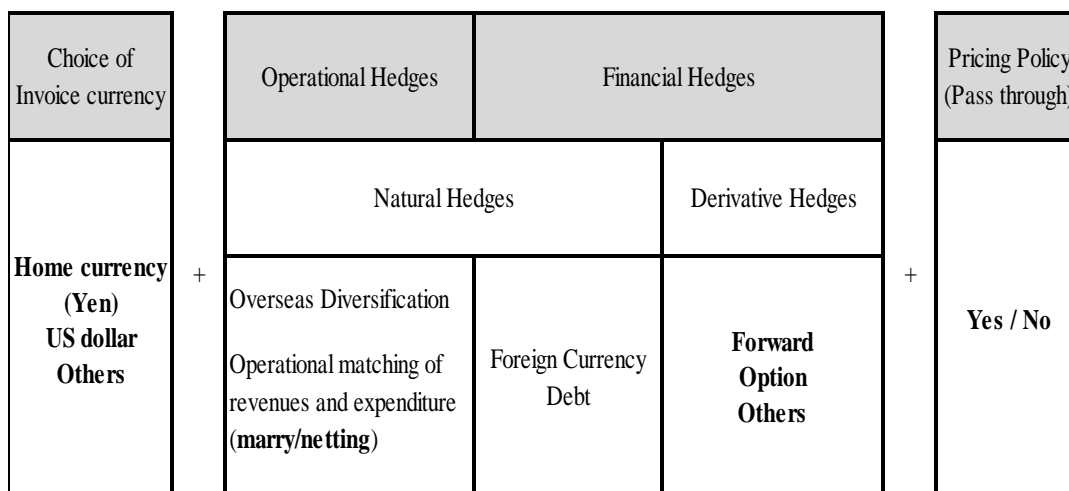 Choice of
Invoice currency
Operational Hedges
Financial Hedges
Pricing Policy
(Pass through)
Natural Hedges
Derivative Hedges
Home currency
(Yen)
US dollar
Others
+
Overseas Diversification
Operational matching of
revenues and expenditure
(marry/netting)
Foreign Currency
Debt
Forward
Option
Others
+
Yes / No